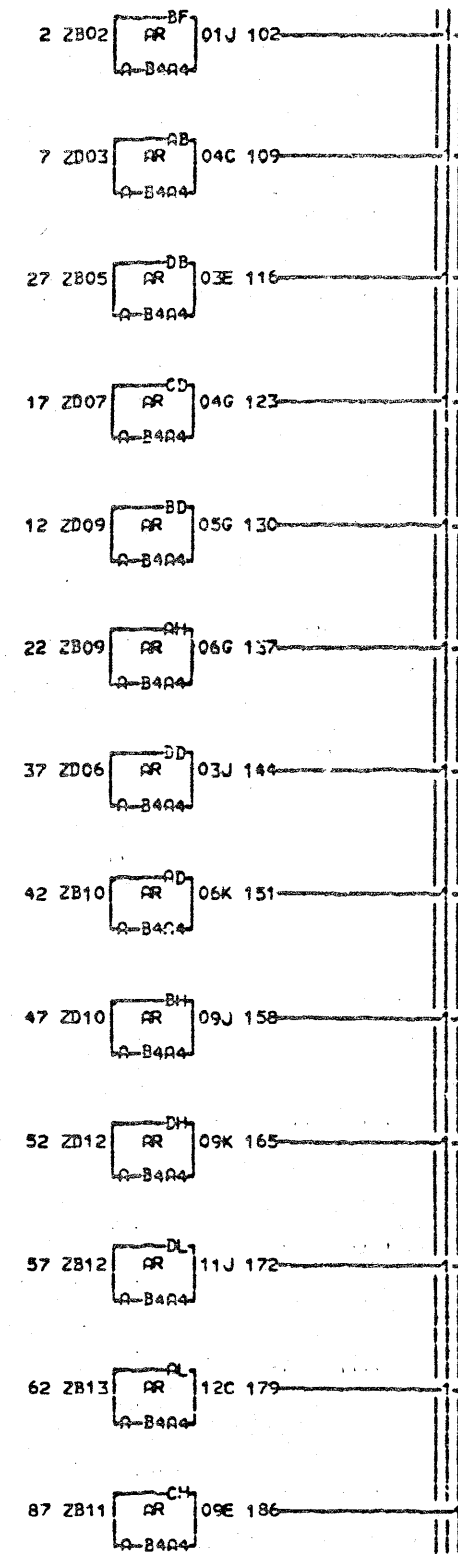 BF
2 ZB02 AR 01J 102
A-B4A4
AB
7 ZD03 AR 04C 109
A-B4A4
DB
27 ZB05 AR 03E 116
A-B4A4
CD
17 ZD07 AR 04G 123
A-B4A4
BD
12 ZD09 AR 05G 130
A-B4A4
AH
22 ZB09 AR 06G 137
A-B4A4
DD
37 ZD06 AR 03J 144
A-B4A4
AD
42 ZB10 AR 06K 151
A-B4A4
BH
47 ZD10 AR 09J 158
A-B4A4
DH
52 ZD12 AR 09K 165
A-B4A4
DL
57 ZB12 AR 11J 172
A-B4A4
AL
62 ZB13 AR 12C 179
A-B4A4
CH
87 ZB11 AR 09E 186
A-B4A4